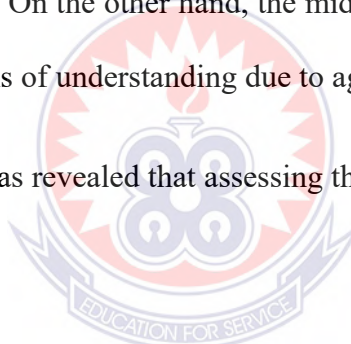 On the other hand, the mid
s of understanding due to ag
as revealed that assessing th
EDUCATION FOR SERVICE